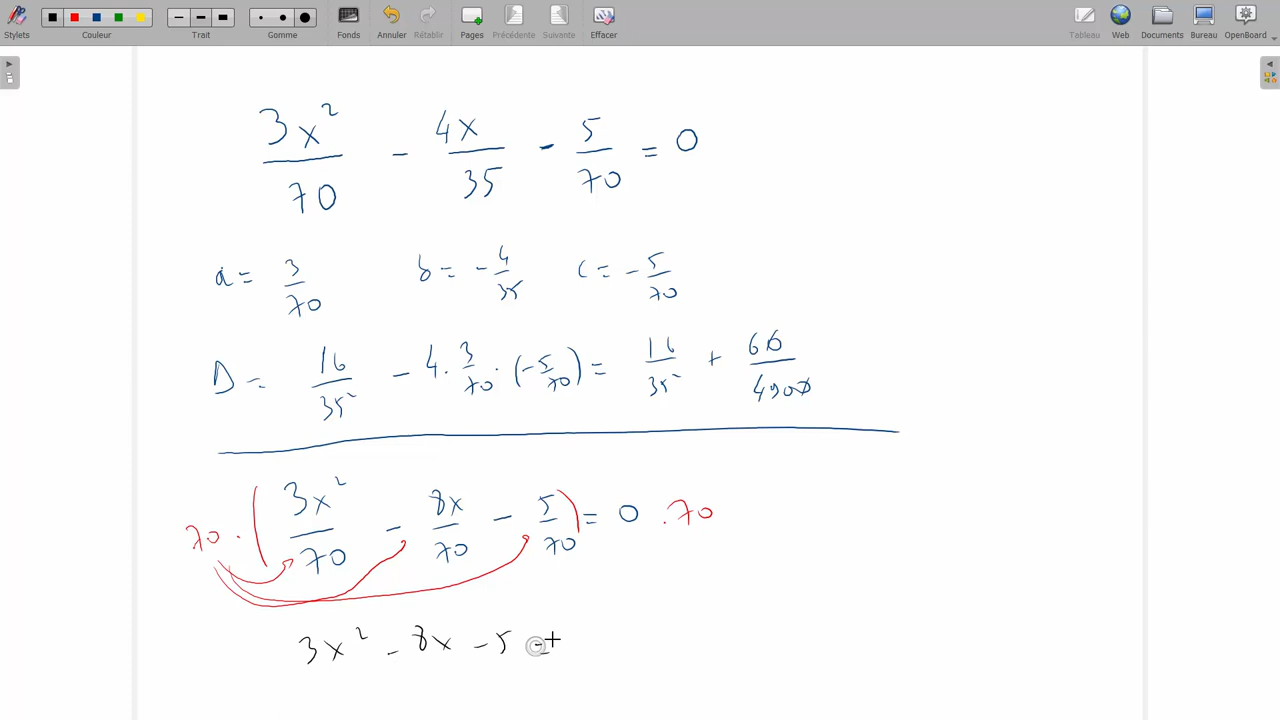 Stylets Couleur Trait Gomme Fonds Annuler Rétablir Pages Précédente Suivante Effacer Tableau Web Documents Bureau OpenBoard
3x²/70 - 4x/35 - 5/70 = 0
a = 3/70 b = -4/35 c = -5/70
D = 16/35² - 4 · 3/70 · (-5/70) = 16/35² + 60/4900
70 · (3x²/70 - 8x/70 - 5/70) = 0 · 70
3x² - 8x - 5 =